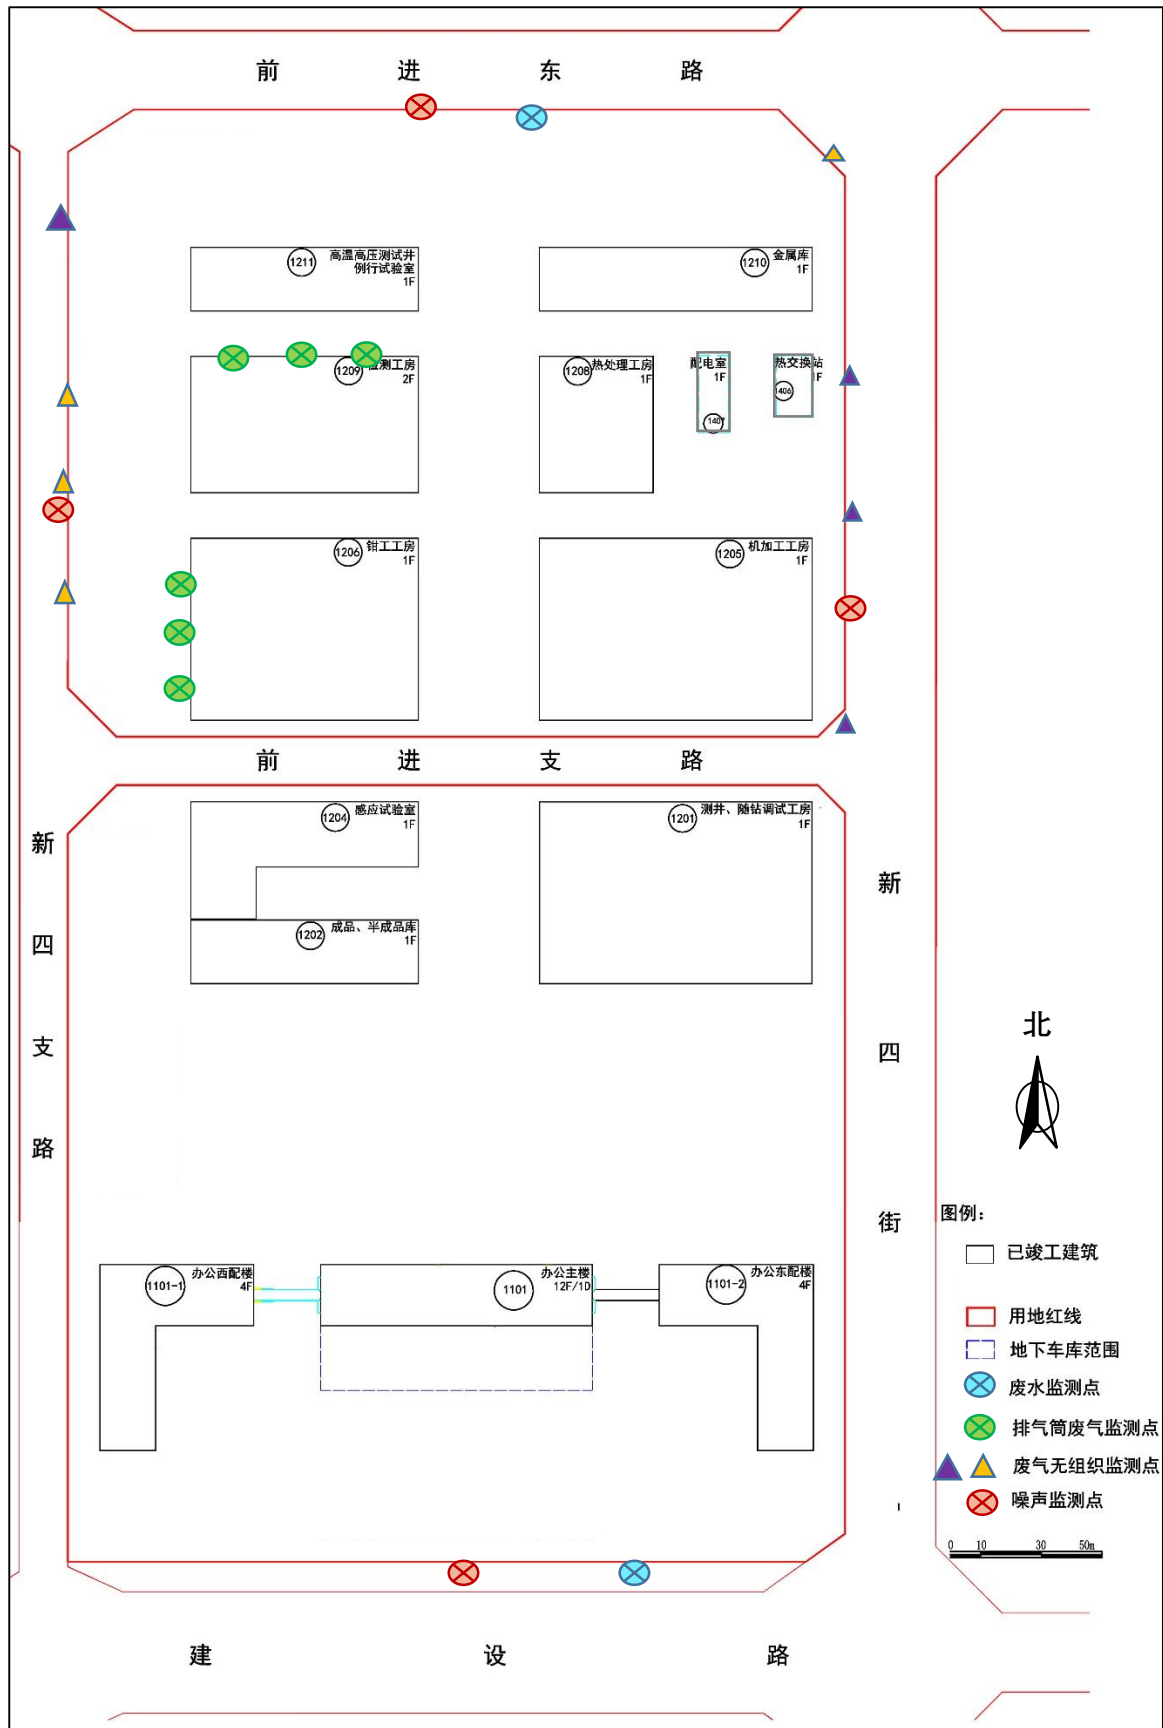 前进东路
1211
高温高压测试井
例行试验室
1F
1210
金属库
1F
1209
检测工房
2F
1208
热处理工房
1F
配电室
1F
1407
热交换站
1F
1406
1206
钳工工房
1F
1205
机加工工房
1F
前进支路
1204
感应试验室
1F
1201
测井、随钻调试工房
1F
1202
成品、半成品库
1F
新四支路
新四街
北
1101-1
办公西配楼
4F
1101
办公主楼
12F/1D
1101-2
办公东配楼
4F
图例：
已竣工建筑
用地红线
地下车库范围
废水监测点
排气筒废气监测点
废气无组织监测点
噪声监测点
0 10 30 50m
建设路